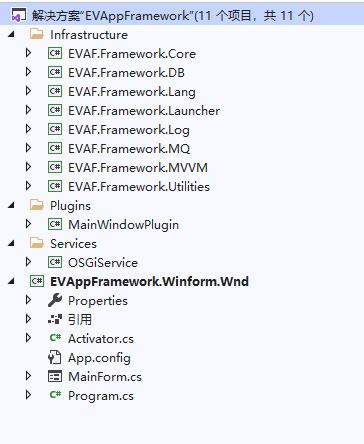 解决方案"EVAppFramework"(11 个项目，共 11 个)
Infrastructure
C# EVAF.Framework.Core
C# EVAF.Framework.DB
C# EVAF.Framework.Lang
C# EVAF.Framework.Launcher
C# EVAF.Framework.Log
C# EVAF.Framework.MQ
C# EVAF.Framework.MVVM
C# EVAF.Framework.Utilities
Plugins
C# MainWindowPlugin
Services
C# OSGiService
C# EVAppFramework.Winform.Wnd
Properties
引用
C# Activator.cs
App.config
MainForm.cs
C# Program.cs